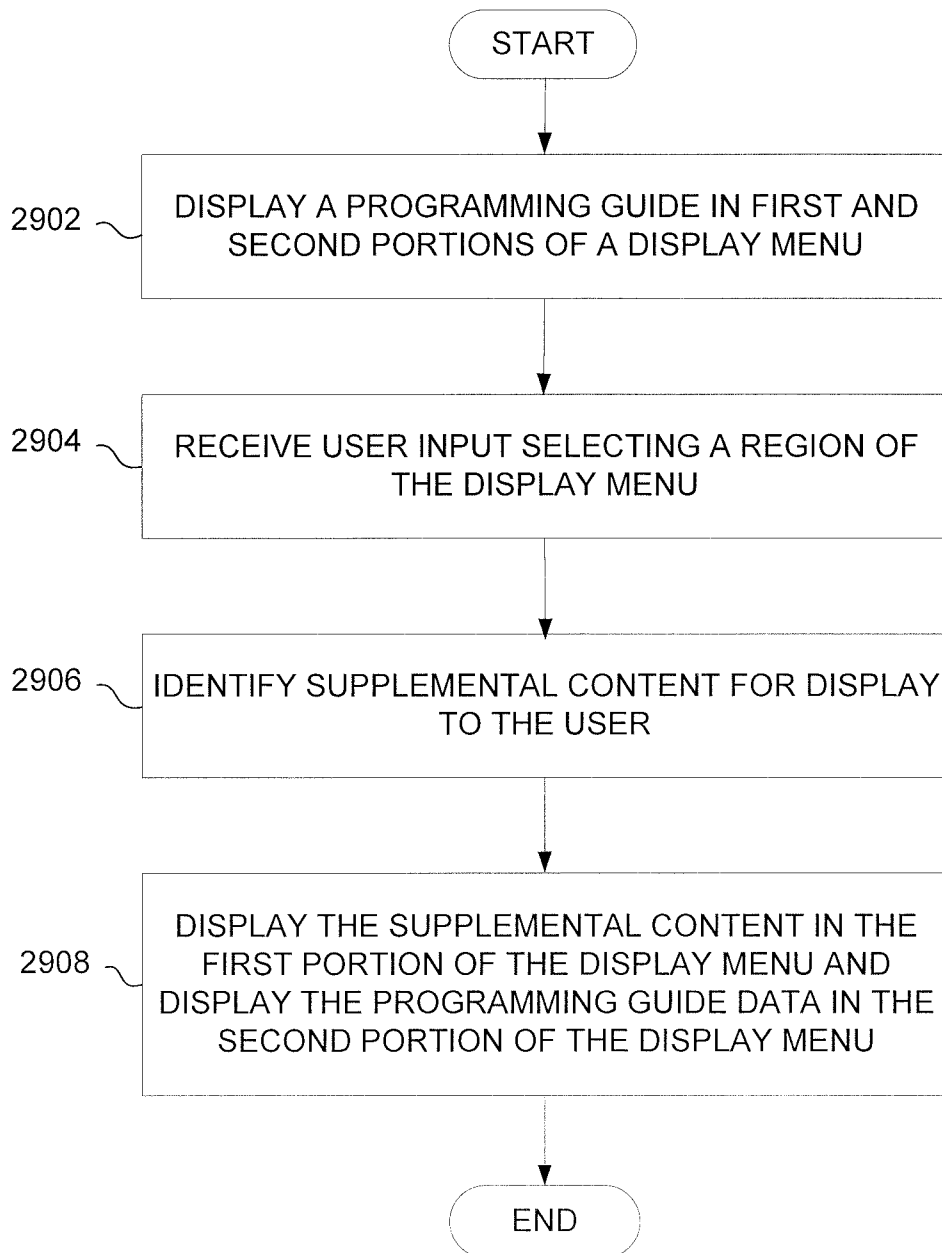 START
2902
DISPLAY A PROGRAMMING GUIDE IN FIRST AND
SECOND PORTIONS OF A DISPLAY MENU
2904
RECEIVE USER INPUT SELECTING A REGION OF
THE DISPLAY MENU
2906
IDENTIFY SUPPLEMENTAL CONTENT FOR DISPLAY
TO THE USER
2908
DISPLAY THE SUPPLEMENTAL CONTENT IN THE
FIRST PORTION OF THE DISPLAY MENU AND
DISPLAY THE PROGRAMMING GUIDE DATA IN THE
SECOND PORTION OF THE DISPLAY MENU
END